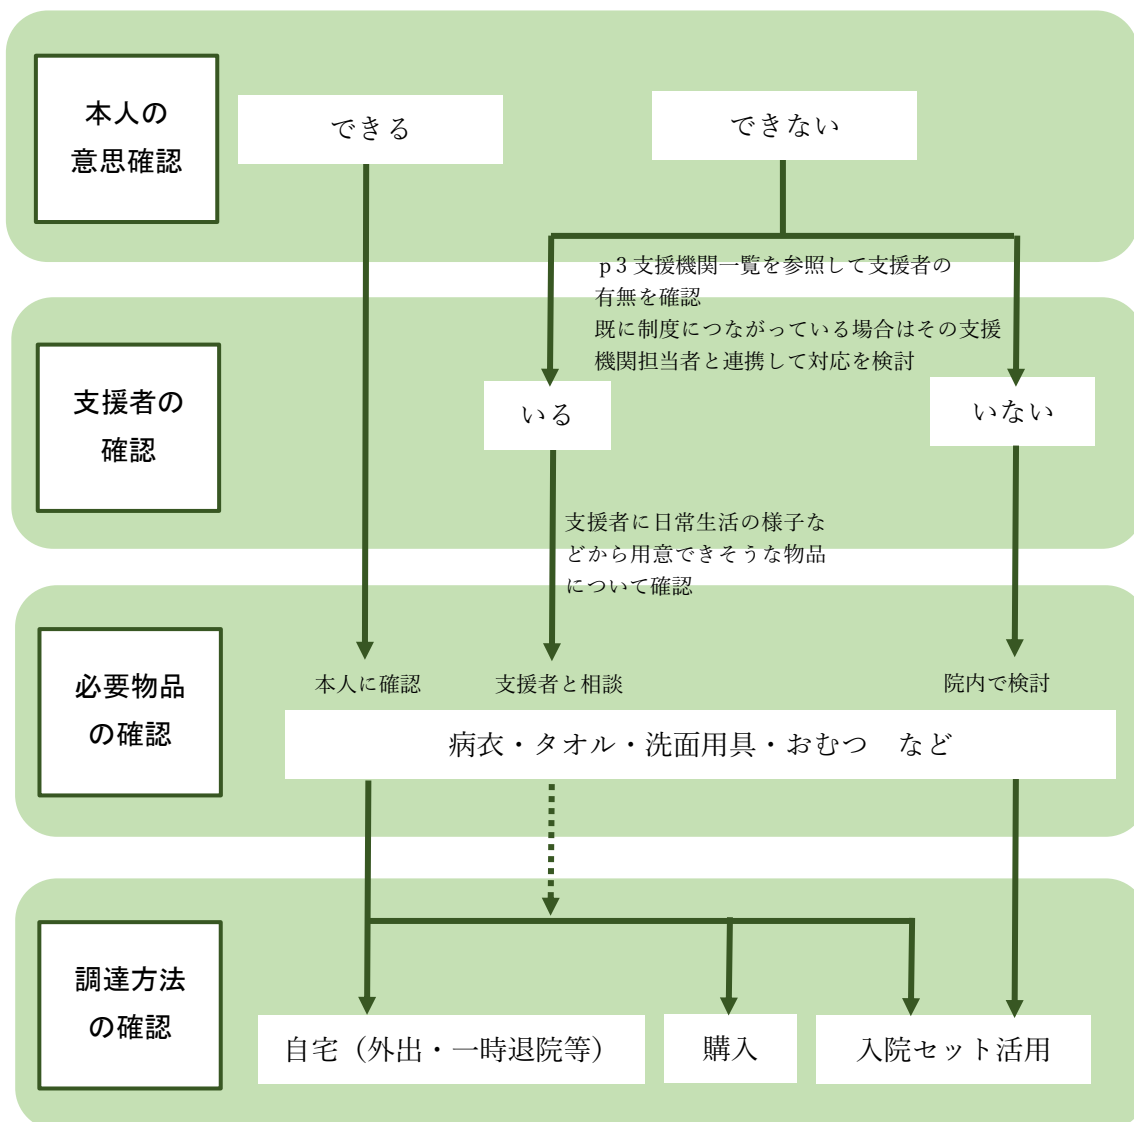 本人の
意思確認
できる
できない
p3支援機関一覧を参照して支援者の
有無を確認
既に制度につながっている場合はその支援
機関担当者と連携して対応を検討
支援者の
確認
いる
いない
支援者に日常生活の様子な
どから用意できそうな物品
について確認
必要物品
の確認
本人に確認
支援者と相談
院内で検討
病衣・タオル・洗面用具・おむつ　など
調達方法
の確認
自宅（外出・一時退院等）
購入
入院セット活用